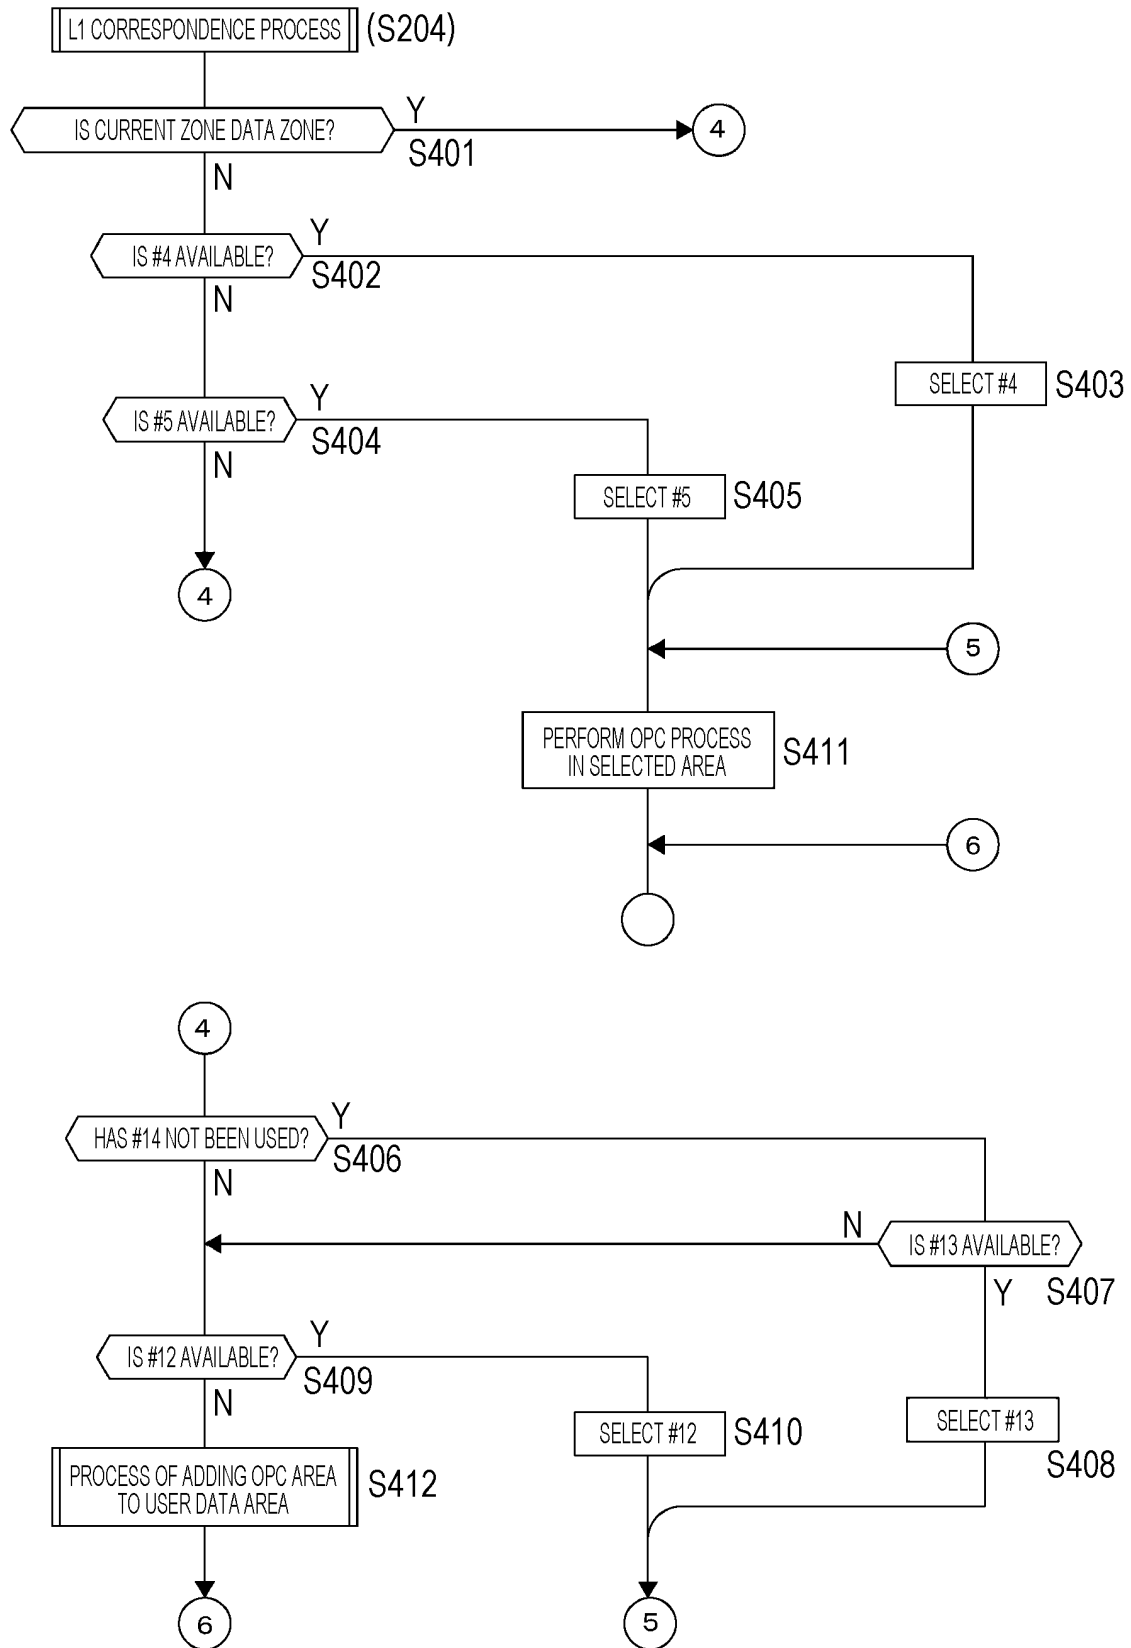 L1 CORRESPONDENCE PROCESS (S204)
IS CURRENT ZONE DATA ZONE?
Y
S401
4
N
IS #4 AVAILABLE?
Y
S402
N
SELECT #4
S403
IS #5 AVAILABLE?
Y
S404
N
SELECT #5
S405
4
5
PERFORM OPC PROCESS
IN SELECTED AREA
S411
6
4
HAS #14 NOT BEEN USED?
Y
S406
N
N
IS #13 AVAILABLE?
Y
S407
IS #12 AVAILABLE?
Y
S409
N
SELECT #12
S410
SELECT #13
S408
PROCESS OF ADDING OPC AREA
TO USER DATA AREA
S412
6
5